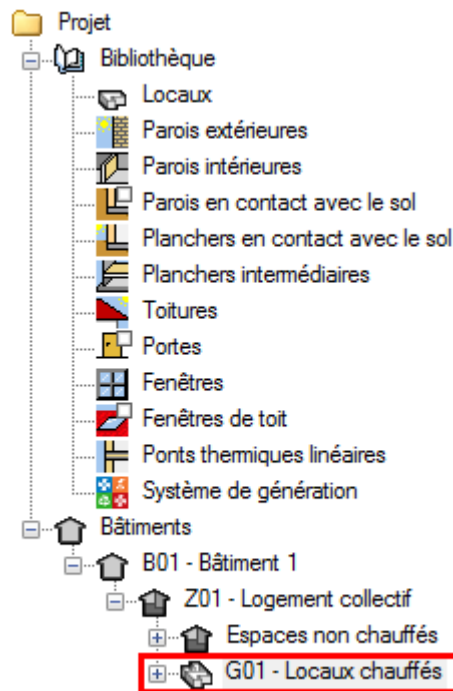 Projet
Bibliothèque
Locaux
Parois extérieures
Parois intérieures
Parois en contact avec le sol
Planchers en contact avec le sol
Planchers intermédiaires
Toitures
Portes
Fenêtres
Fenêtres de toit
Ponts thermiques linéaires
Système de génération
Bâtiments
B01 - Bâtiment 1
Z01 - Logement collectif
Espaces non chauffés
G01 - Locaux chauffés